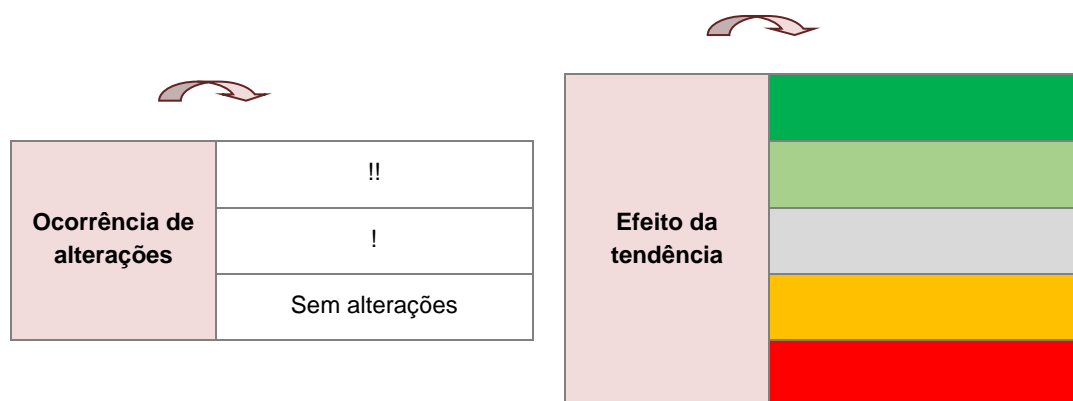 Ocorrência de
alterações
!!
!
Sem alterações
Efeito da
tendência